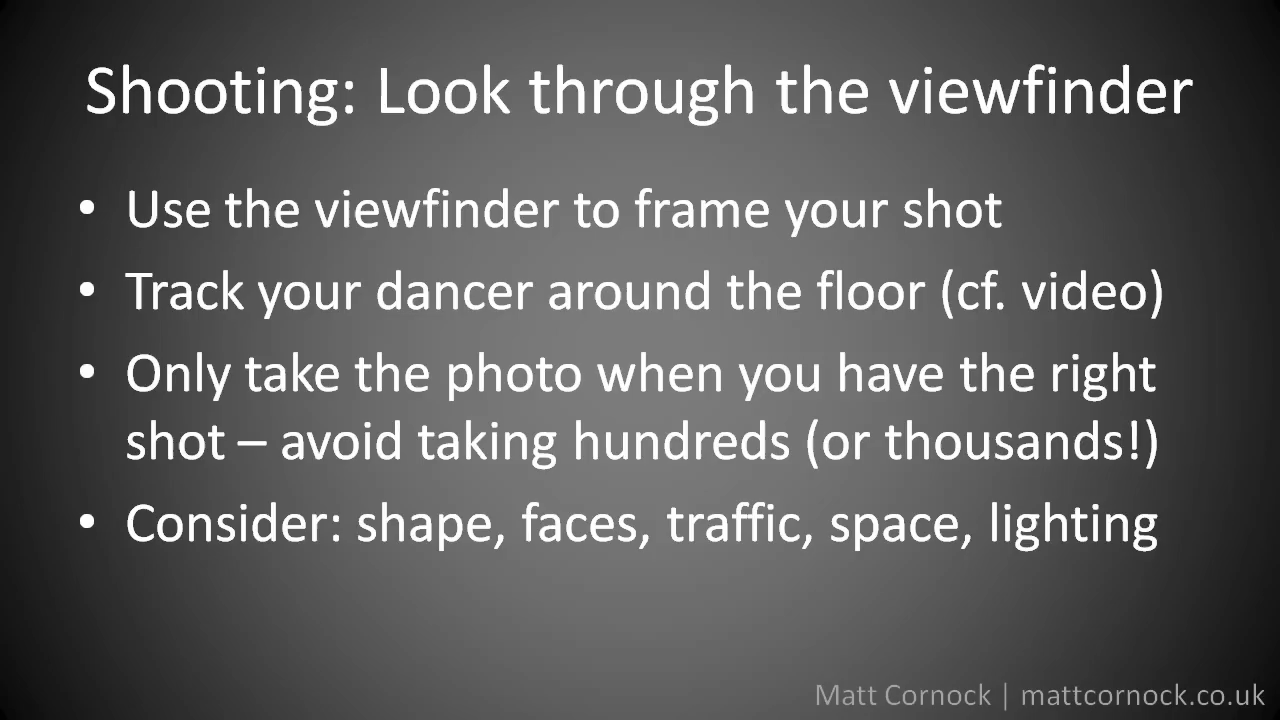 Shooting: Look through the viewfinder
• Use the viewfinder to frame your shot
• Track your dancer around the floor (cf. video)
• Only take the photo when you have the right
shot – avoid taking hundreds (or thousands!)
• Consider: shape, faces, traffic, space, lighting
Matt Cornock | mattcornock.co.uk